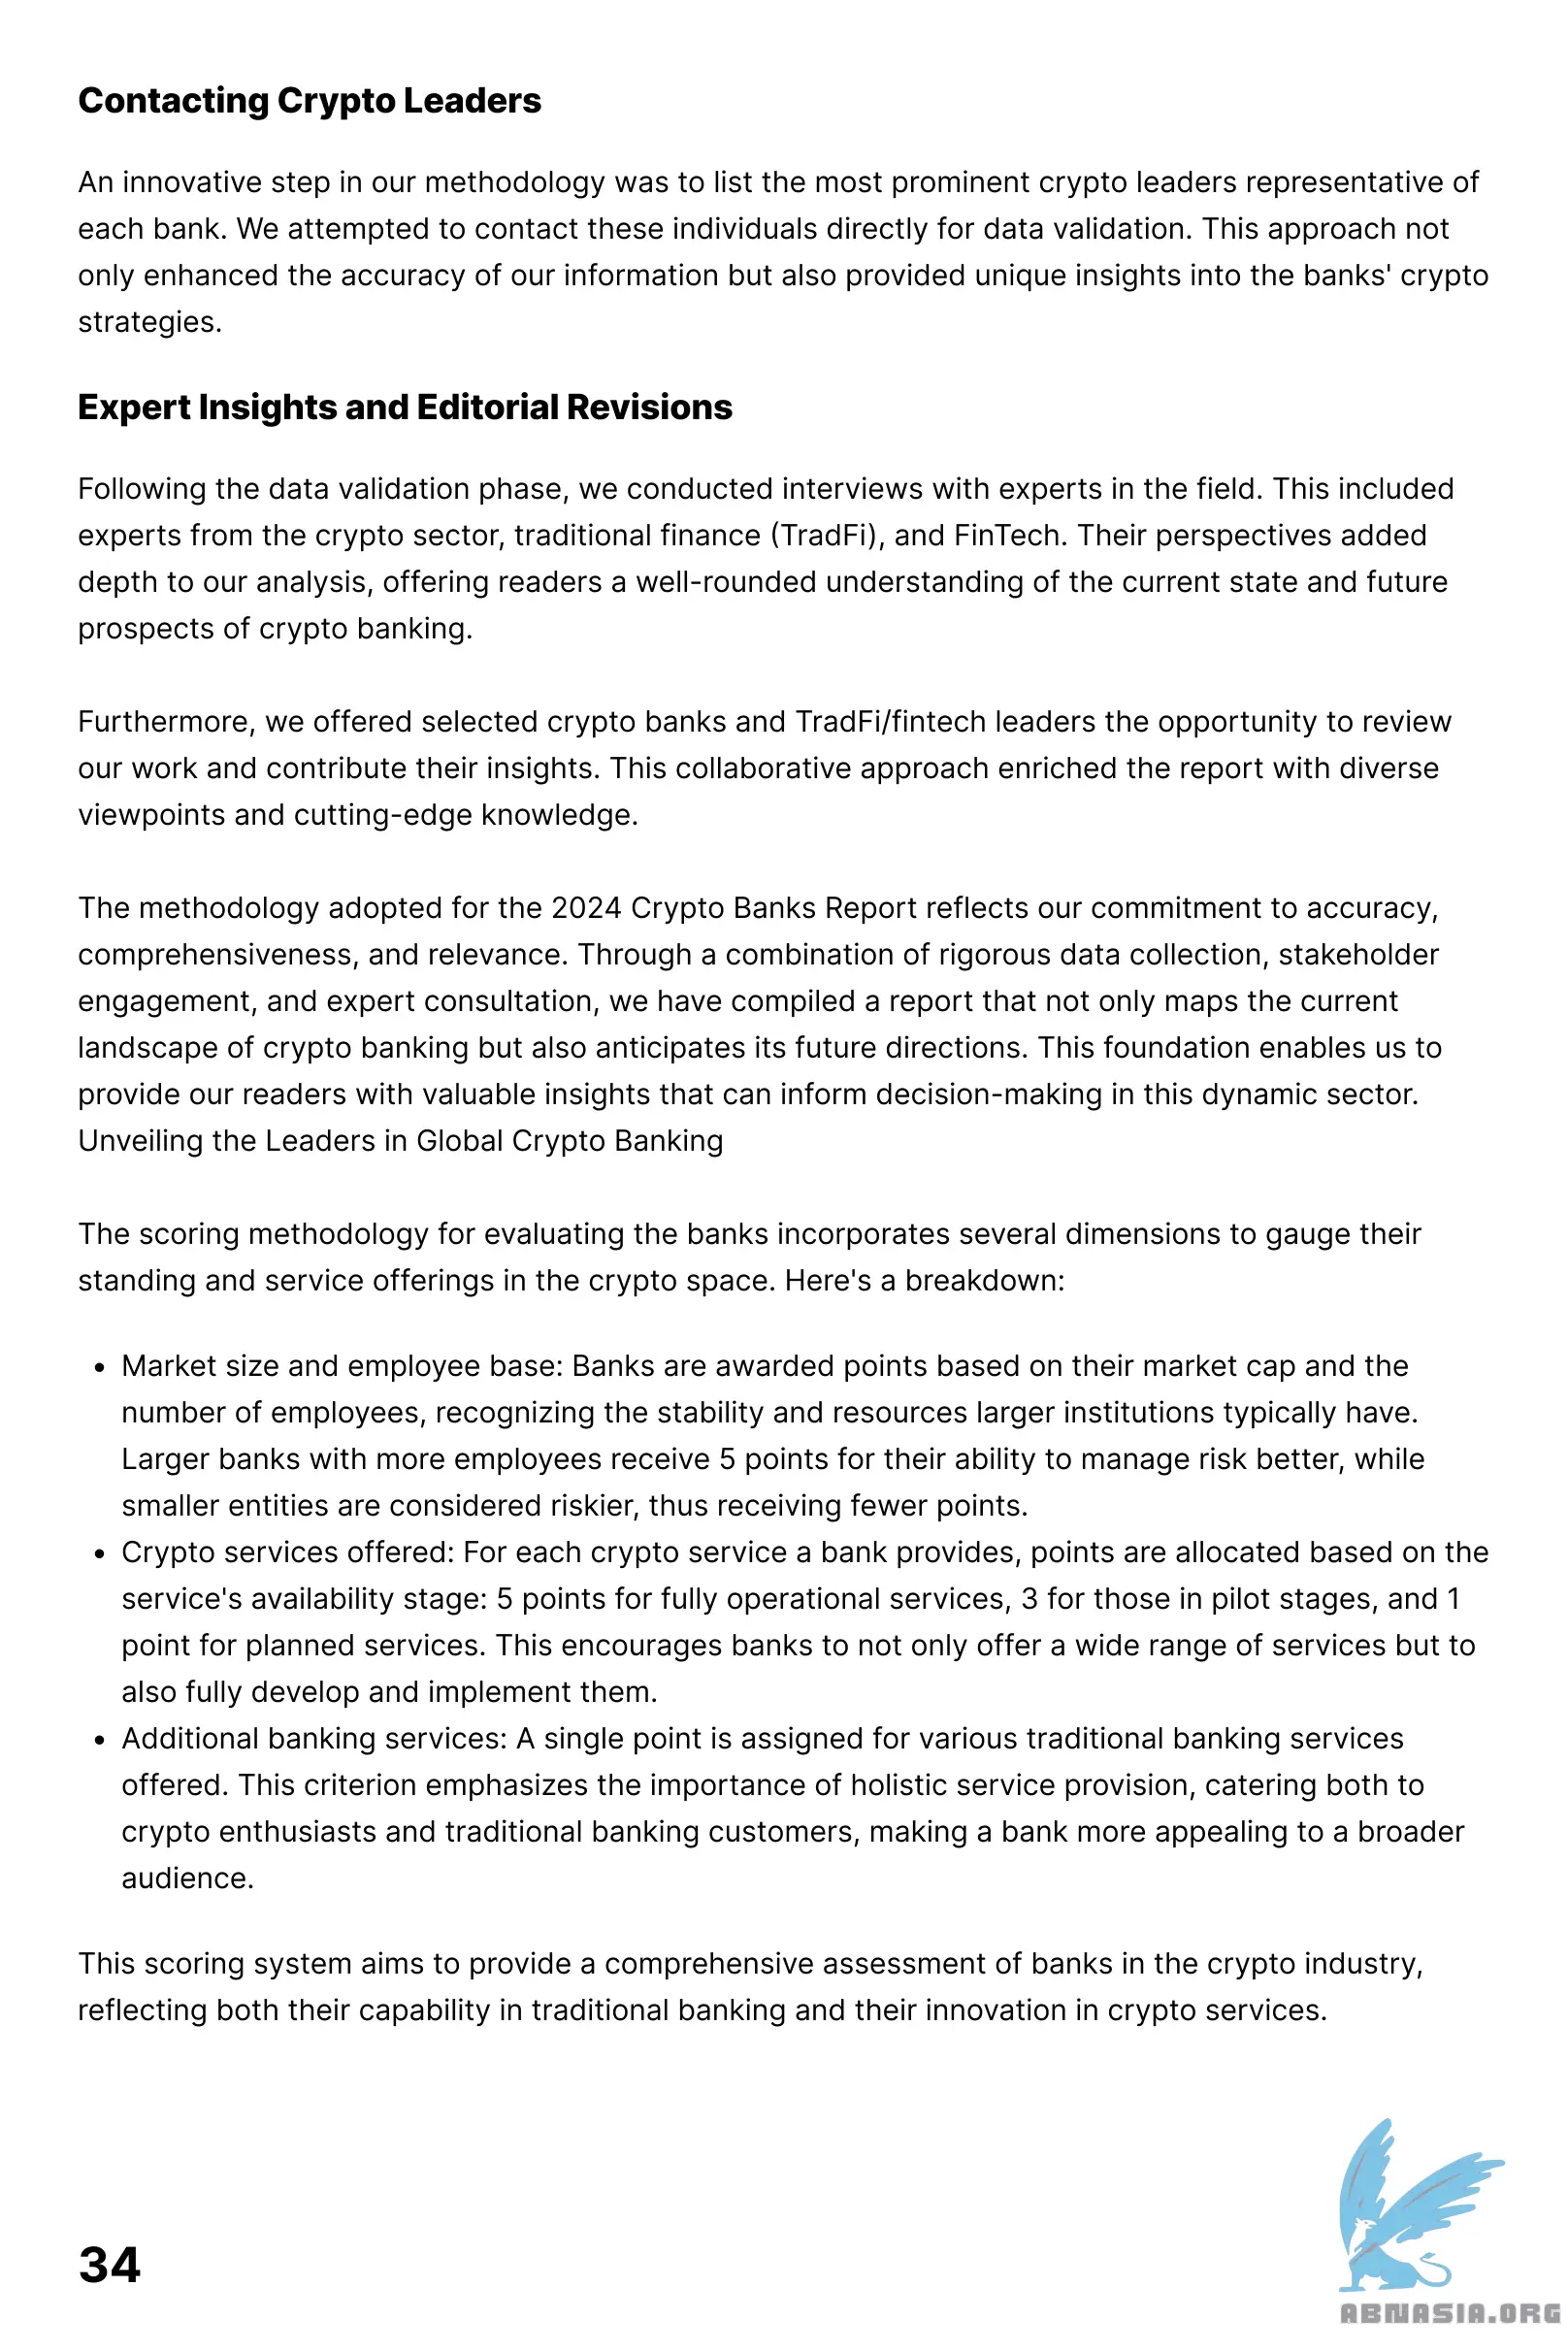 Contacting Crypto Leaders
An innovative step in our methodology was to list the most prominent crypto leaders representative of
each bank. We attempted to contact these individuals directly for data validation. This approach not
only enhanced the accuracy of our information but also provided unique insights into the banks' crypto
strategies.
Expert Insights and Editorial Revisions
Following the data validation phase, we conducted interviews with experts in the field. This included
experts from the crypto sector, traditional finance (TradFi), and FinTech. Their perspectives added
depth to our analysis, offering readers a well-rounded understanding of the current state and future
prospects of crypto banking.
Furthermore, we offered selected crypto banks and TradFi/fintech leaders the opportunity to review
our work and contribute their insights. This collaborative approach enriched the report with diverse
viewpoints and cutting-edge knowledge.
The methodology adopted for the 2024 Crypto Banks Report reflects our commitment to accuracy,
comprehensiveness, and relevance. Through a combination of rigorous data collection, stakeholder
engagement, and expert consultation, we have compiled a report that not only maps the current
landscape of crypto banking but also anticipates its future directions. This foundation enables us to
provide our readers with valuable insights that can inform decision-making in this dynamic sector.
Unveiling the Leaders in Global Crypto Banking
The scoring methodology for evaluating the banks incorporates several dimensions to gauge their
standing and service offerings in the crypto space. Here's a breakdown:
• Market size and employee base: Banks are awarded points based on their market cap and the
number of employees, recognizing the stability and resources larger institutions typically have.
Larger banks with more employees receive 5 points for their ability to manage risk better, while
smaller entities are considered riskier, thus receiving fewer points.
• Crypto services offered: For each crypto service a bank provides, points are allocated based on the
service's availability stage: 5 points for fully operational services, 3 for those in pilot stages, and 1
point for planned services. This encourages banks to not only offer a wide range of services but to
also fully develop and implement them.
• Additional banking services: A single point is assigned for various traditional banking services
offered. This criterion emphasizes the importance of holistic service provision, catering both to
crypto enthusiasts and traditional banking customers, making a bank more appealing to a broader
audience.
This scoring system aims to provide a comprehensive assessment of banks in the crypto industry,
reflecting both their capability in traditional banking and their innovation in crypto services.
34
ABNASIA.ORG